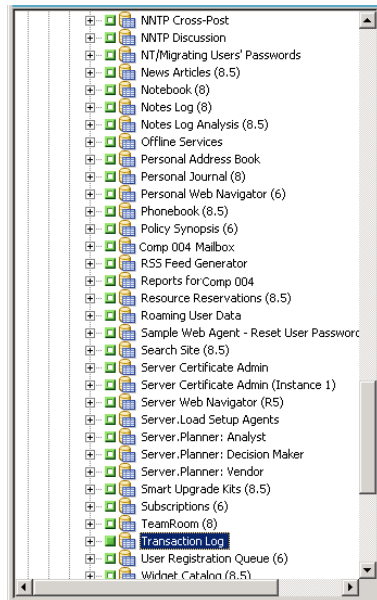 NNTP Cross-Post
NNTP Discussion
NT/Migrating Users' Passwords
News Articles (8.5)
Notebook (8)
Notes Log (8)
Notes Log Analysis (8.5)
Offline Services
Personal Address Book
Personal Journal (8)
Personal Web Navigator (6)
Phonebook (8.5)
Policy Synopsis (6)
Comp 004 Mailbox
RSS Feed Generator
Reports for Comp 004
Resource Reservations (8.5)
Roaming User Data
Sample Web Agent - Reset User Password
Search Site (8.5)
Server Certificate Admin
Server Certificate Admin (Instance 1)
Server Web Navigator (R5)
Server.Load Setup Agents
Server.Planner: Analyst
Server.Planner: Decision Maker
Server.Planner: Vendor
Smart Upgrade Kits (8.5)
Subscriptions (6)
TeamRoom (8)
Transaction Log
User Registration Queue (6)
Widget Catalog (8.5)